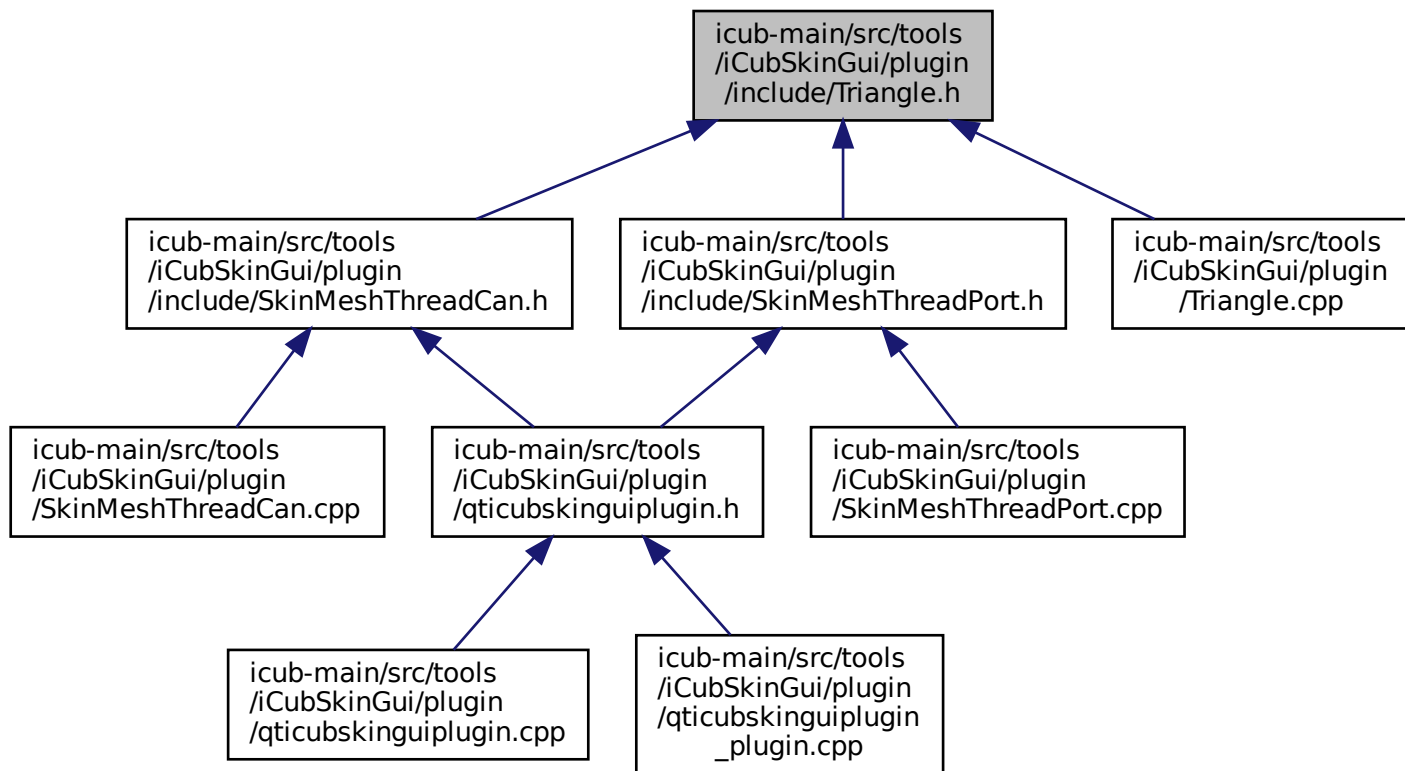 icub-main/src/tools
/iCubSkinGui/plugin
/include/Triangle.h
icub-main/src/tools
/iCubSkinGui/plugin
/include/SkinMeshThreadCan.h
icub-main/src/tools
/iCubSkinGui/plugin
/include/SkinMeshThreadPort.h
icub-main/src/tools
/iCubSkinGui/plugin
/Triangle.cpp
icub-main/src/tools
/iCubSkinGui/plugin
/SkinMeshThreadCan.cpp
icub-main/src/tools
/iCubSkinGui/plugin
/qticubskinguiplugin.h
icub-main/src/tools
/iCubSkinGui/plugin
/SkinMeshThreadPort.cpp
icub-main/src/tools
/iCubSkinGui/plugin
/qticubskinguiplugin.cpp
icub-main/src/tools
/iCubSkinGui/plugin
/qticubskinguiplugin
_plugin.cpp